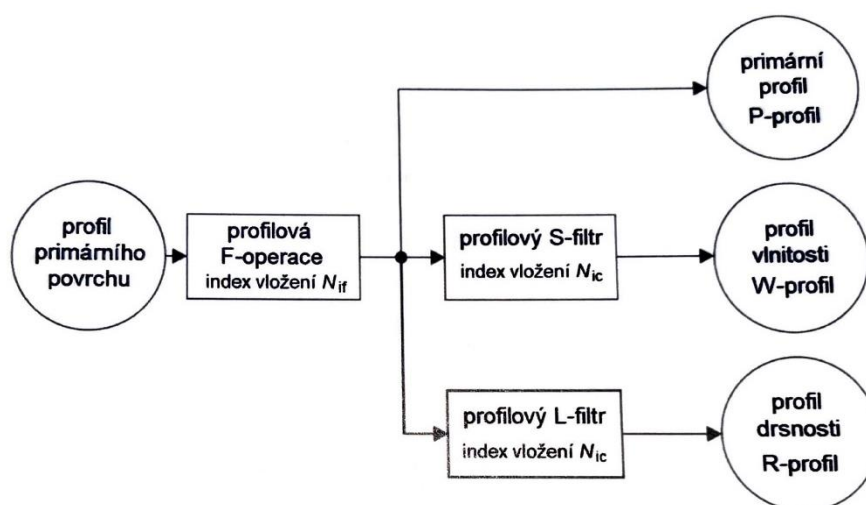 primární
profil
P-profil
profil
primárního
povrchu
profilová
F-operace
index vložení Nif
profilový S-filtr
index vložení Nic
profil
vlnitosti
W-profil
profilový L-filtr
index vložení Nic
profil
drsnosti
R-profil